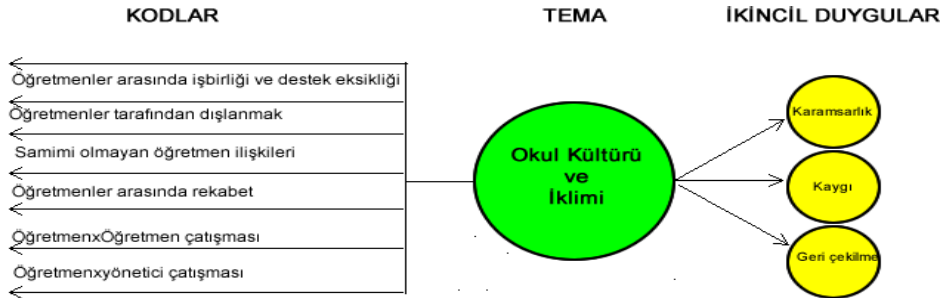 KODLAR
TEMA
İKİNCİL DUYGULAR
Öğretmenler arasında işbirliği ve destek eksikliği
Öğretmenler tarafından dışlanmak
Samimi olmayan öğretmen ilişkileri
Öğretmenler arasında rekabet
ÖğretmenxÖğretmen çatışması
Öğretmenxyönetici çatışması
Okul Kültürü
ve
İklimi
Karamsarlık
Kaygı
Geri çekilme